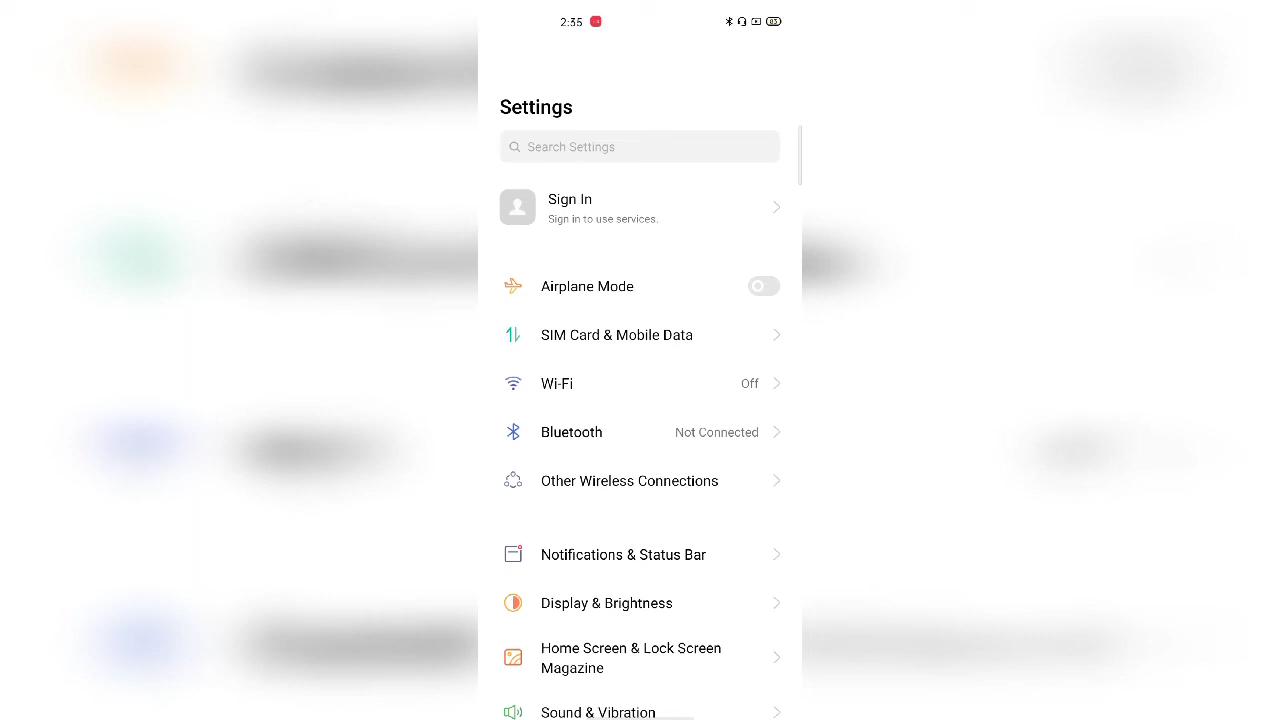 2:35
83
Settings
Search Settings
Sign In
Sign in to use services.
Airplane Mode
SIM Card & Mobile Data
Wi-Fi Off
Bluetooth Not Connected
Other Wireless Connections
Notifications & Status Bar
Display & Brightness
Home Screen & Lock Screen
Magazine
Sound & Vibration